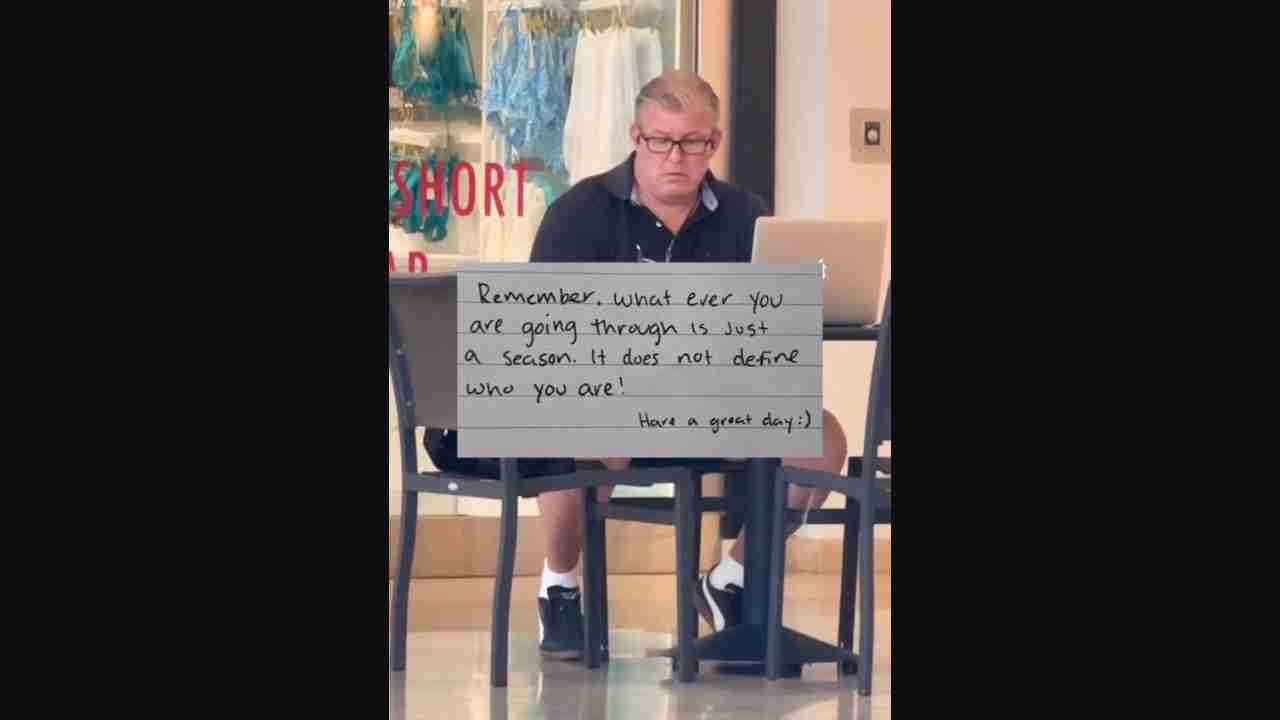 SHORT
Remember, what ever you
are going through is just
a season. It does not define
who you are!
Have a great day:)